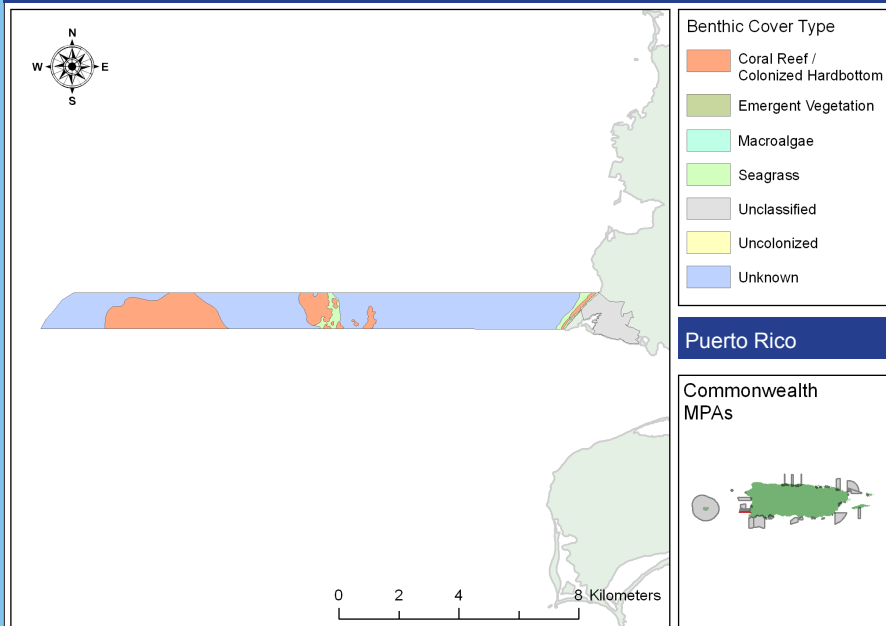 N
W E
S
Benthic Cover Type
Coral Reef /
Colonized Hardbottom
Emergent Vegetation
Macroalgae
Seagrass
Unclassified
Uncolonized
Unknown
Puerto Rico
Commonwealth
MPAs
0 2 4 8 Kilometers